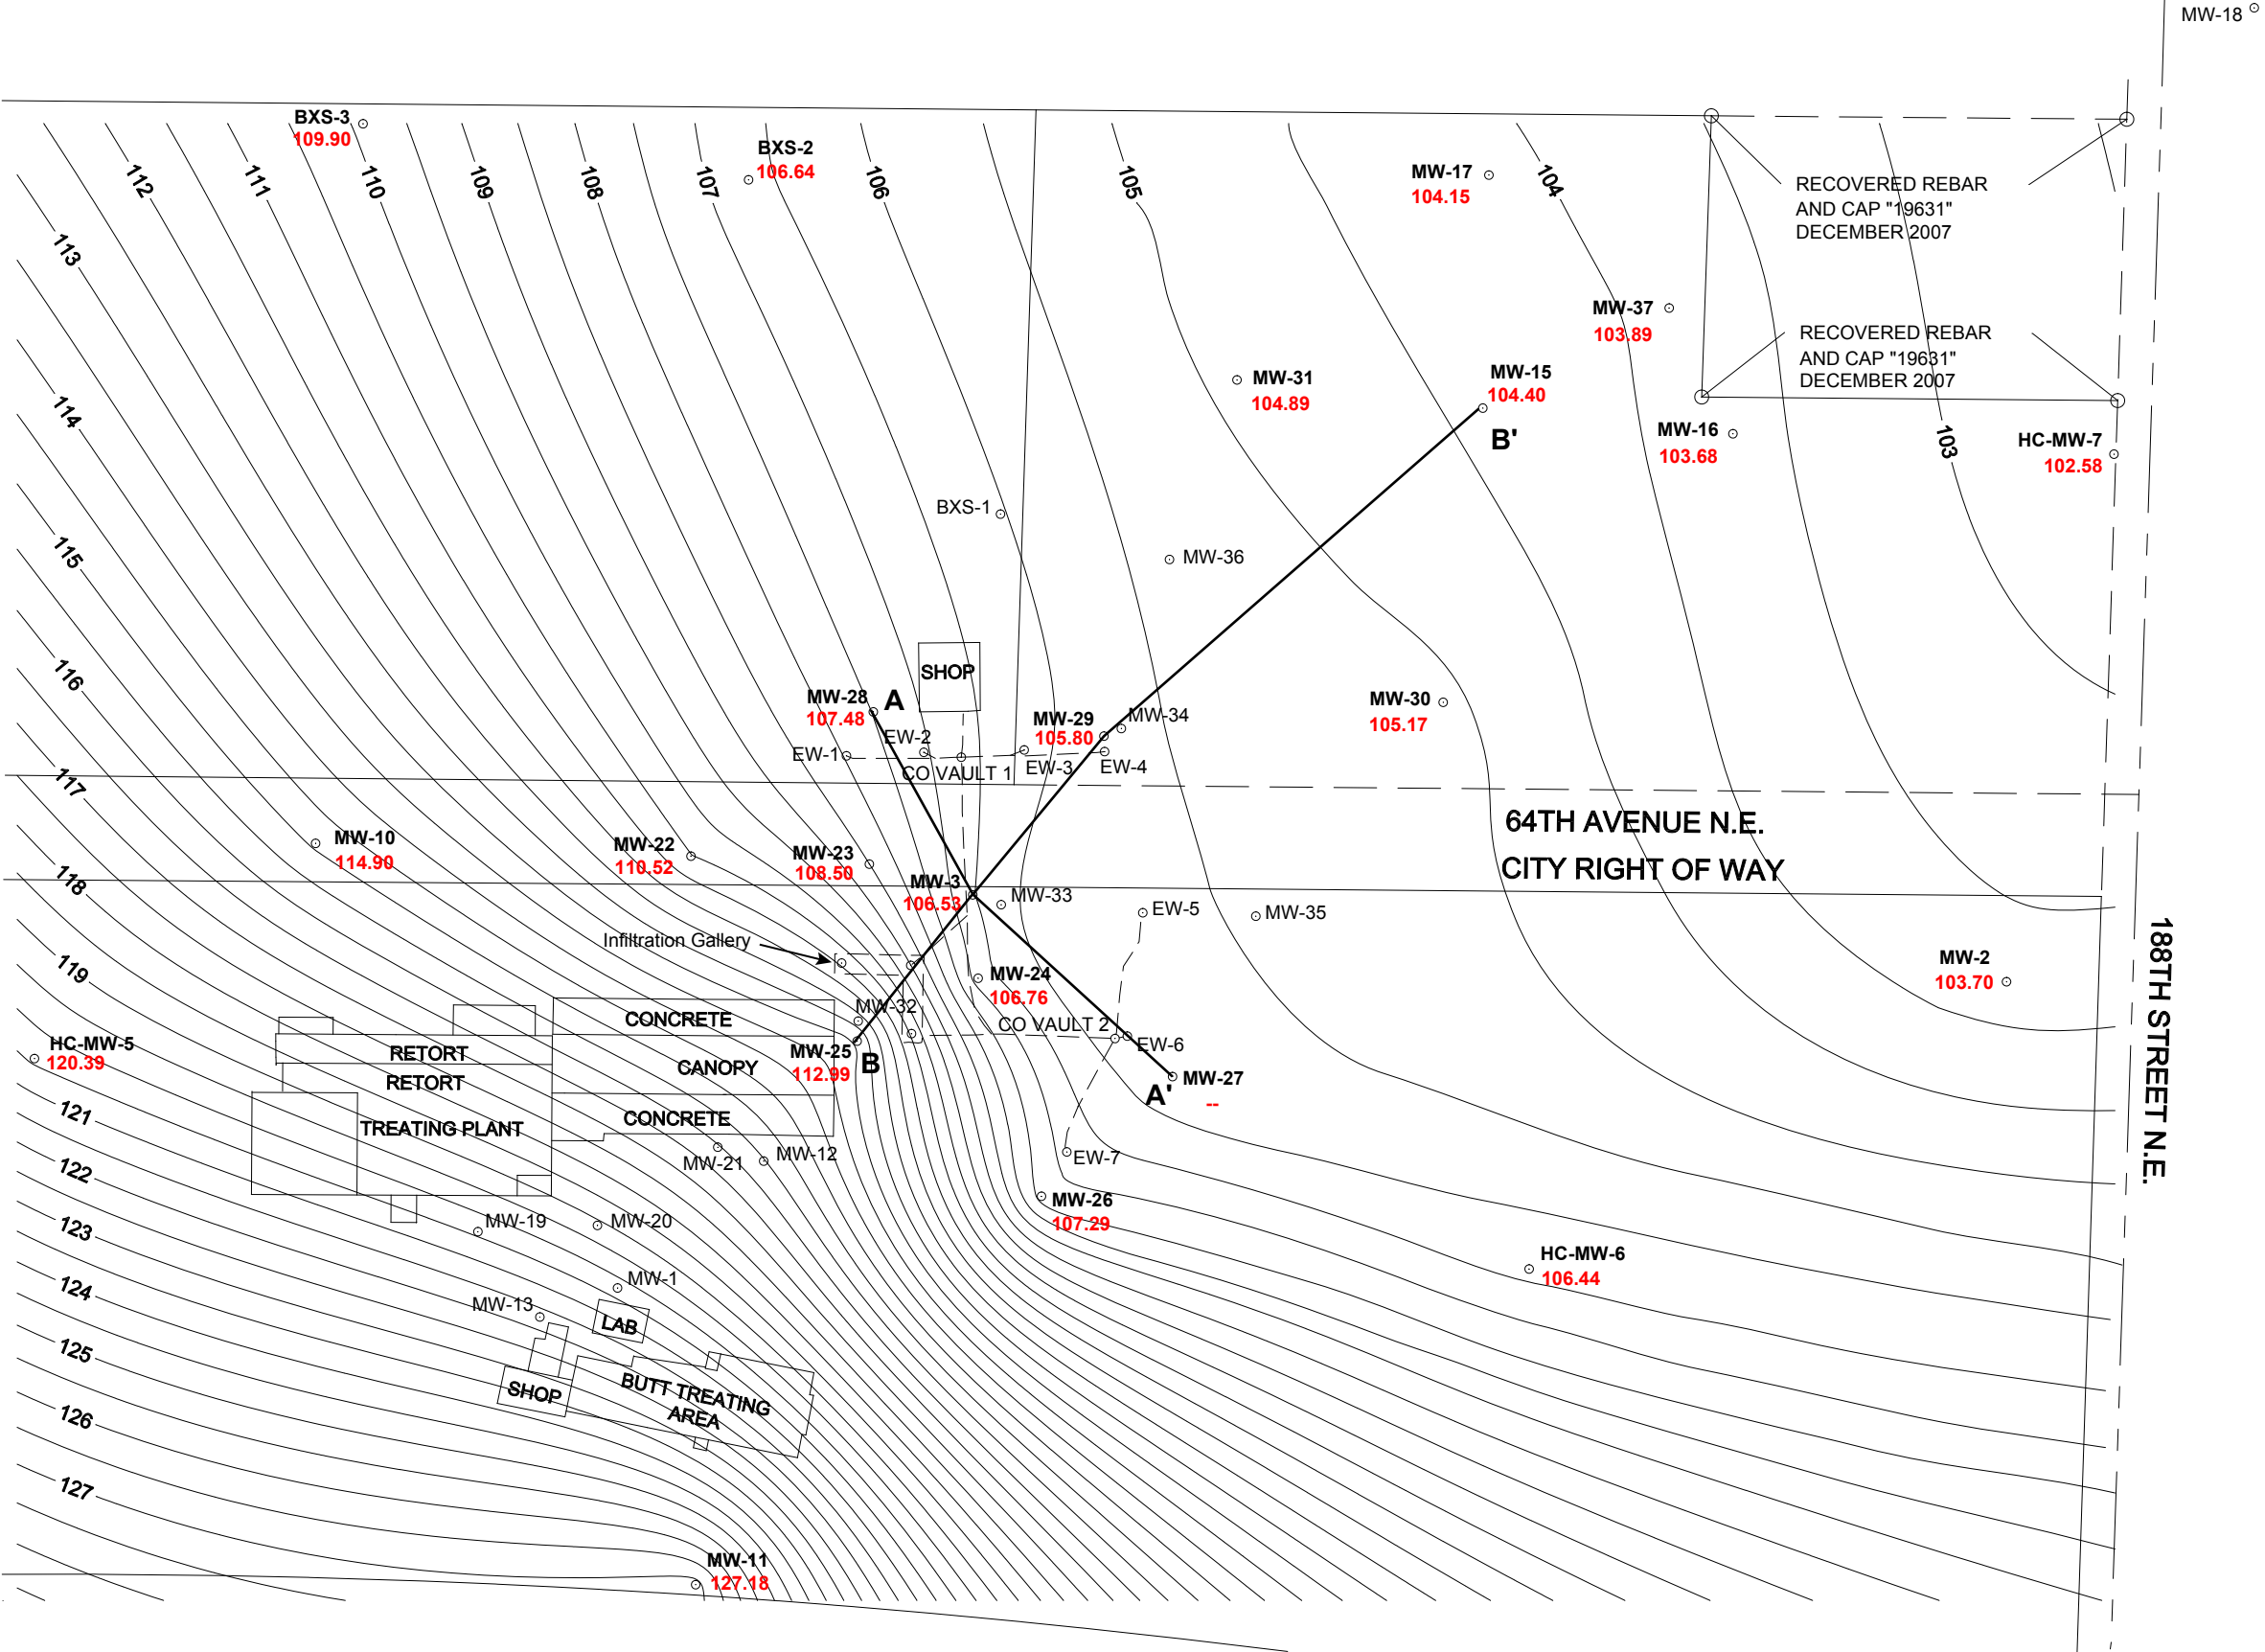 MW-18
BXS-3
109.90
BXS-2
106.64
112
111
110
109
108
107
106
105
MW-17
104.15
104
RECOVERED REBAR
AND CAP "19631"
DECEMBER 2007
113
MW-37
103.89
RECOVERED REBAR
AND CAP "19631"
DECEMBER 2007
MW-31
104.89
MW-15
104.40
B'
114
MW-16
103.68
103
HC-MW-7
102.58
BXS-1
MW-36
115
116
SHOP
MW-28
107.48
A
MW-29
105.80
MW-34
MW-30
105.17
EW-1
EW-2
CO VAULT 1
EW-3
EW-4
117
64TH AVENUE N.E.
CITY RIGHT OF WAY
MW-10
114.90
MW-22
110.52
MW-23
108.50
MW-3
106.53
MW-33
118
EW-5
MW-35
Infiltration Gallery
119
MW-24
106.76
MW-2
103.70
188TH STREET N.E.
MW-32
CO VAULT 2
CONCRETE
HC-MW-5
120.39
RETORT
RETORT
CANOPY
MW-25
112.99
B
EW-6
MW-27
--
A'
121
TREATING PLANT
CONCRETE
MW-21
MW-12
EW-7
122
MW-26
107.29
MW-19
MW-20
123
HC-MW-6
106.44
124
MW-1
MW-13
LAB
125
SHOP
BUTT TREATING
AREA
126
127
MW-11
127.18